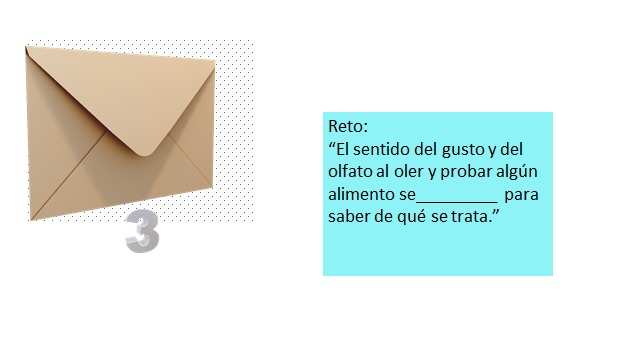 3
Reto:
“El sentido del gusto y del
olfato al oler y probar algún
alimento se_________ para
saber de qué se trata.”